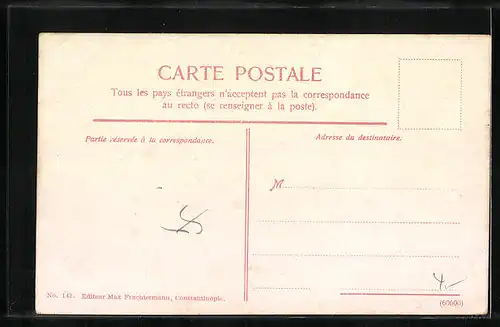 CARTE POSTALE
Tous les pays étrangers n'acceptent pas la correspondance
au recto (se renseigner à la poste).
Partie réservée à la correspondance.
Adresse du destinataire.
M
No. 142. Editeur Max Fruchtermann, Constantinople.